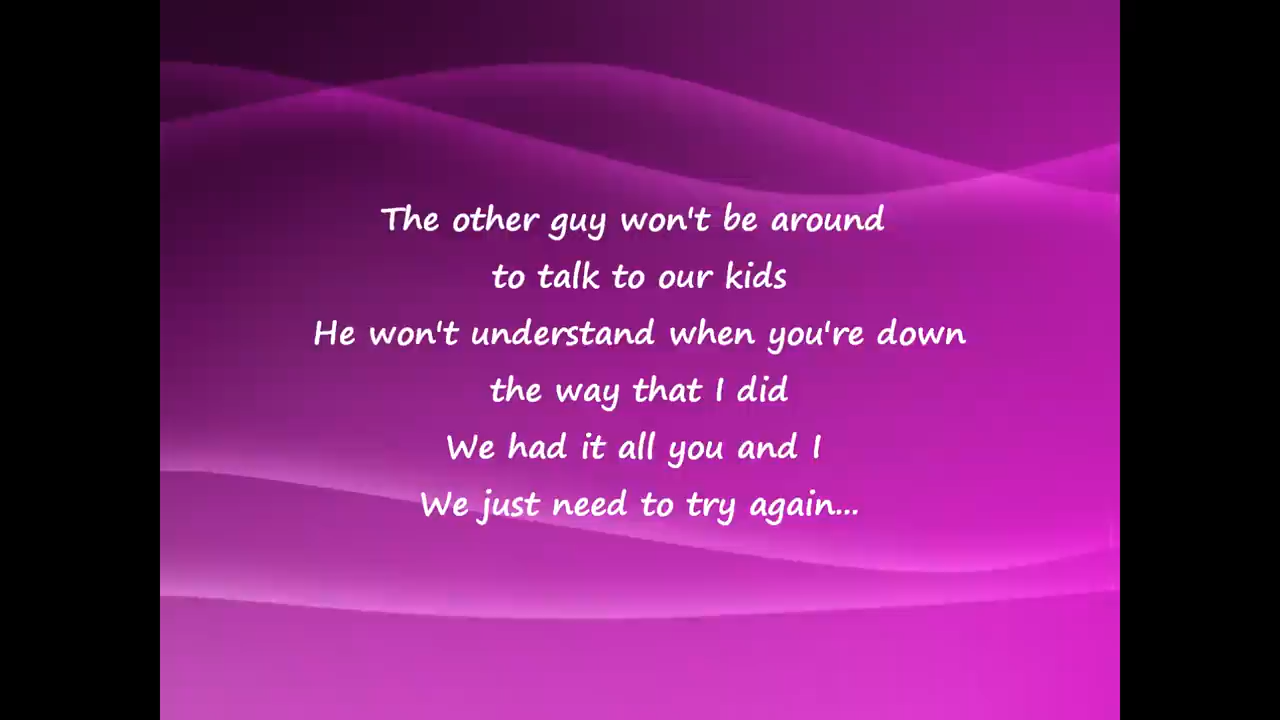 The other guy won't be around
to talk to our kids
He won't understand when you're down
the way that I did
We had it all you and I
We just need to try again...